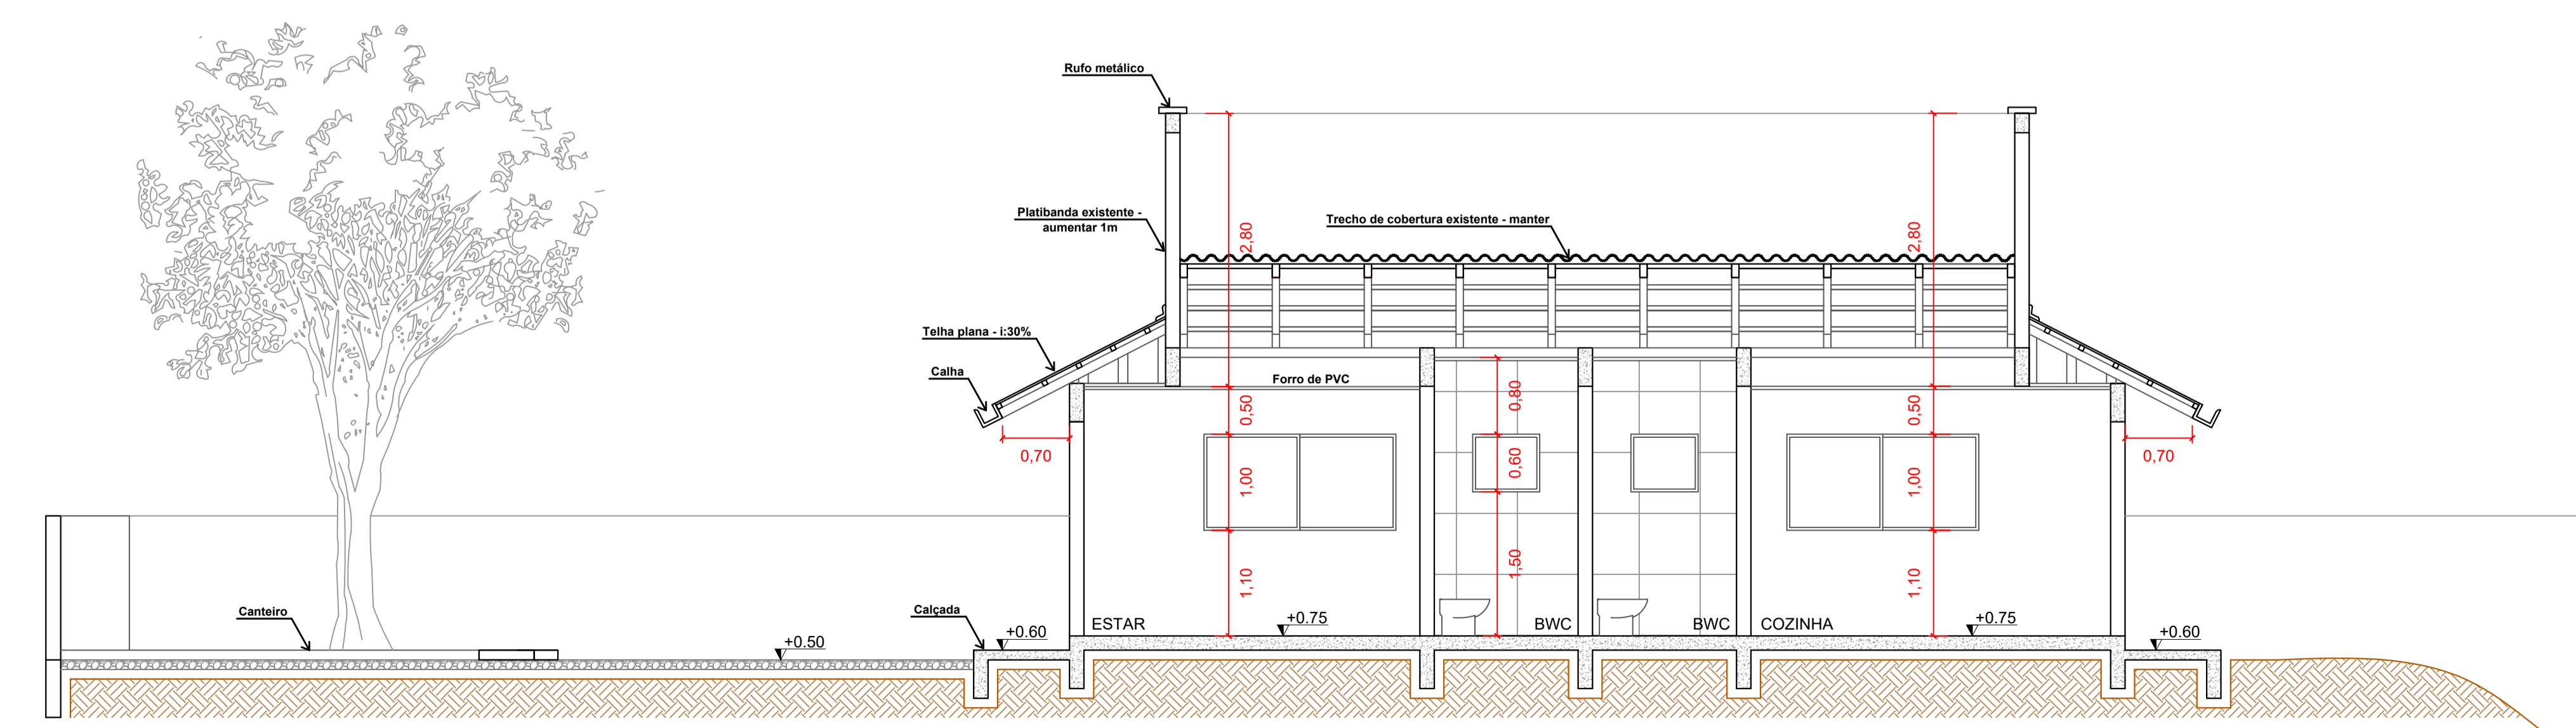 Rufo metálico
Platibanda existente -
aumentar 1m
Trecho de cobertura existente - manter
2,80
2,80
Telha plana - i:30%
Calha
Forro de PVC
0,80
0,50
0,50
0,70
0,70
0,60
1,00
1,00
1,50
1,10
1,10
Canteiro
Calçada
+0.50
+0.60
ESTAR
+0.75
BWC
BWC
COZINHA
+0.75
+0.60